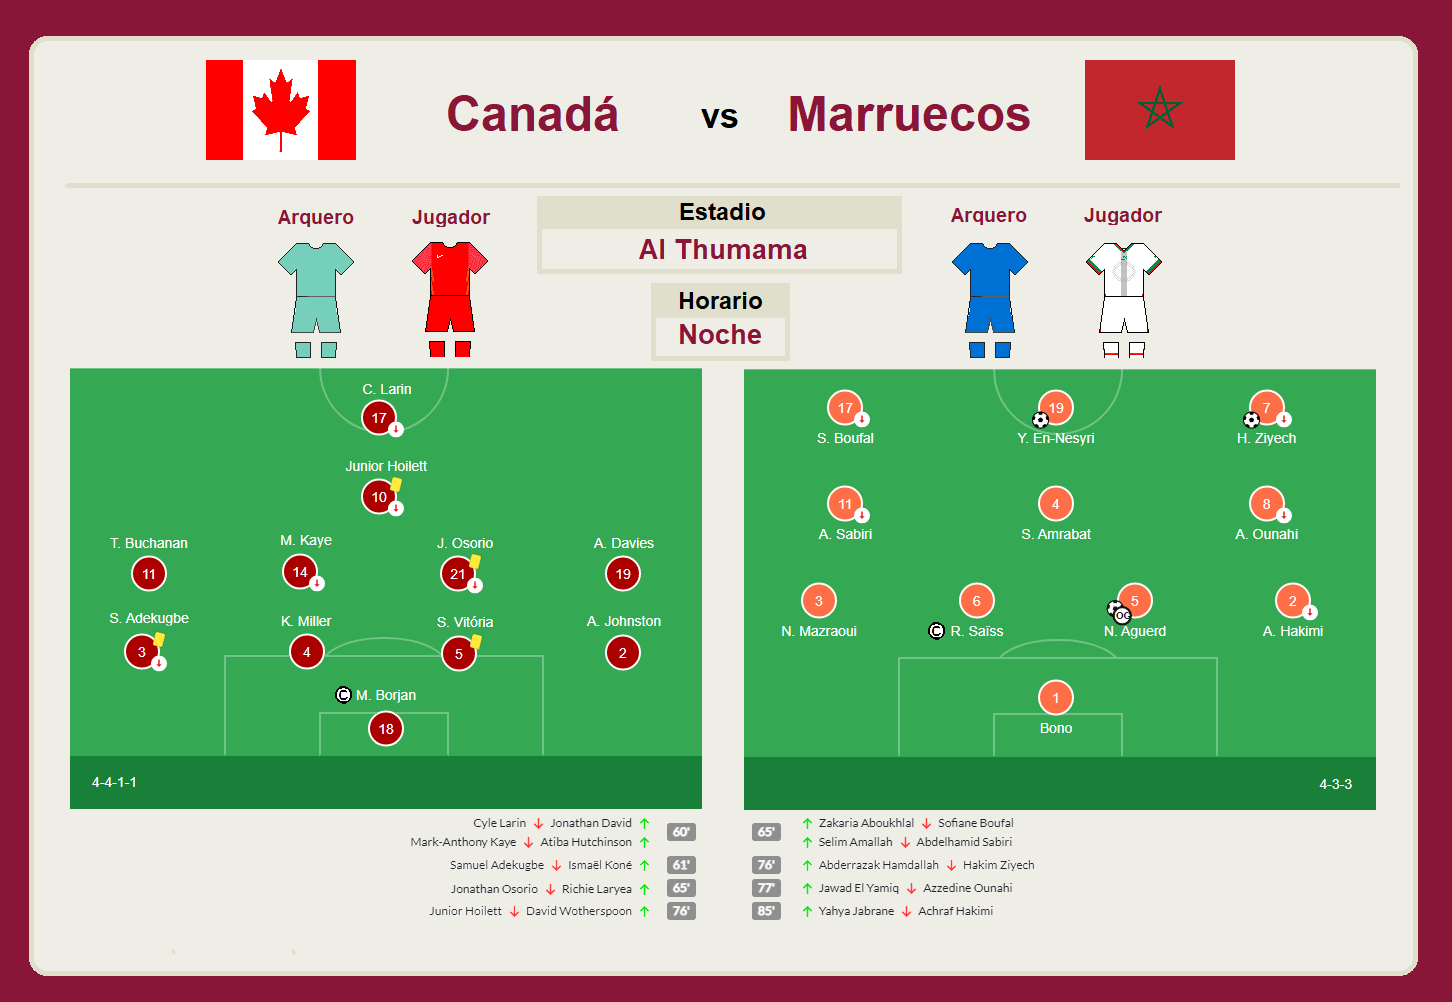 Canadá vs Marruecos
Arquero Jugador
Estadio
Al Thumama
Horario
Noche
Arquero Jugador
C. Larin
17
Junior Hoilett
10
T. Buchanan
11
M. Kaye
14
J. Osorio
21
A. Davies
19
S. Adekugbe
3
K. Miller
4
S. Vitória
5
A. Johnston
2
© M. Borjan
18
4-4-1-1
17
S. Boufal
19
Y. En-Nesyri
7
H. Ziyech
11
A. Sabiri
4
S. Amrabat
8
A. Ounahi
3
N. Mazraoui
6
© R. Saïss
5
OG
N. Aguerd
2
A. Hakimi
1
Bono
4-3-3
Cyle Larin ↓ Jonathan David ↑ 60'
Mark-Anthony Kaye ↓ Atiba Hutchinson ↑
Samuel Adekugbe ↓ Ismaël Koné ↑ 61'
Jonathan Osorio ↓ Richie Laryea ↑ 65'
Junior Hoilett ↓ David Wotherspoon ↑ 76'
65' ↑ Zakaria Aboukhlal ↓ Sofiane Boufal
↑ Selim Amallah ↓ Abdelhamid Sabiri
76' ↑ Abderrazak Hamdallah ↓ Hakim Ziyech
77' ↑ Jawad El Yamiq ↓ Azzedine Ounahi
85' ↑ Yahya Jabrane ↓ Achraf Hakimi